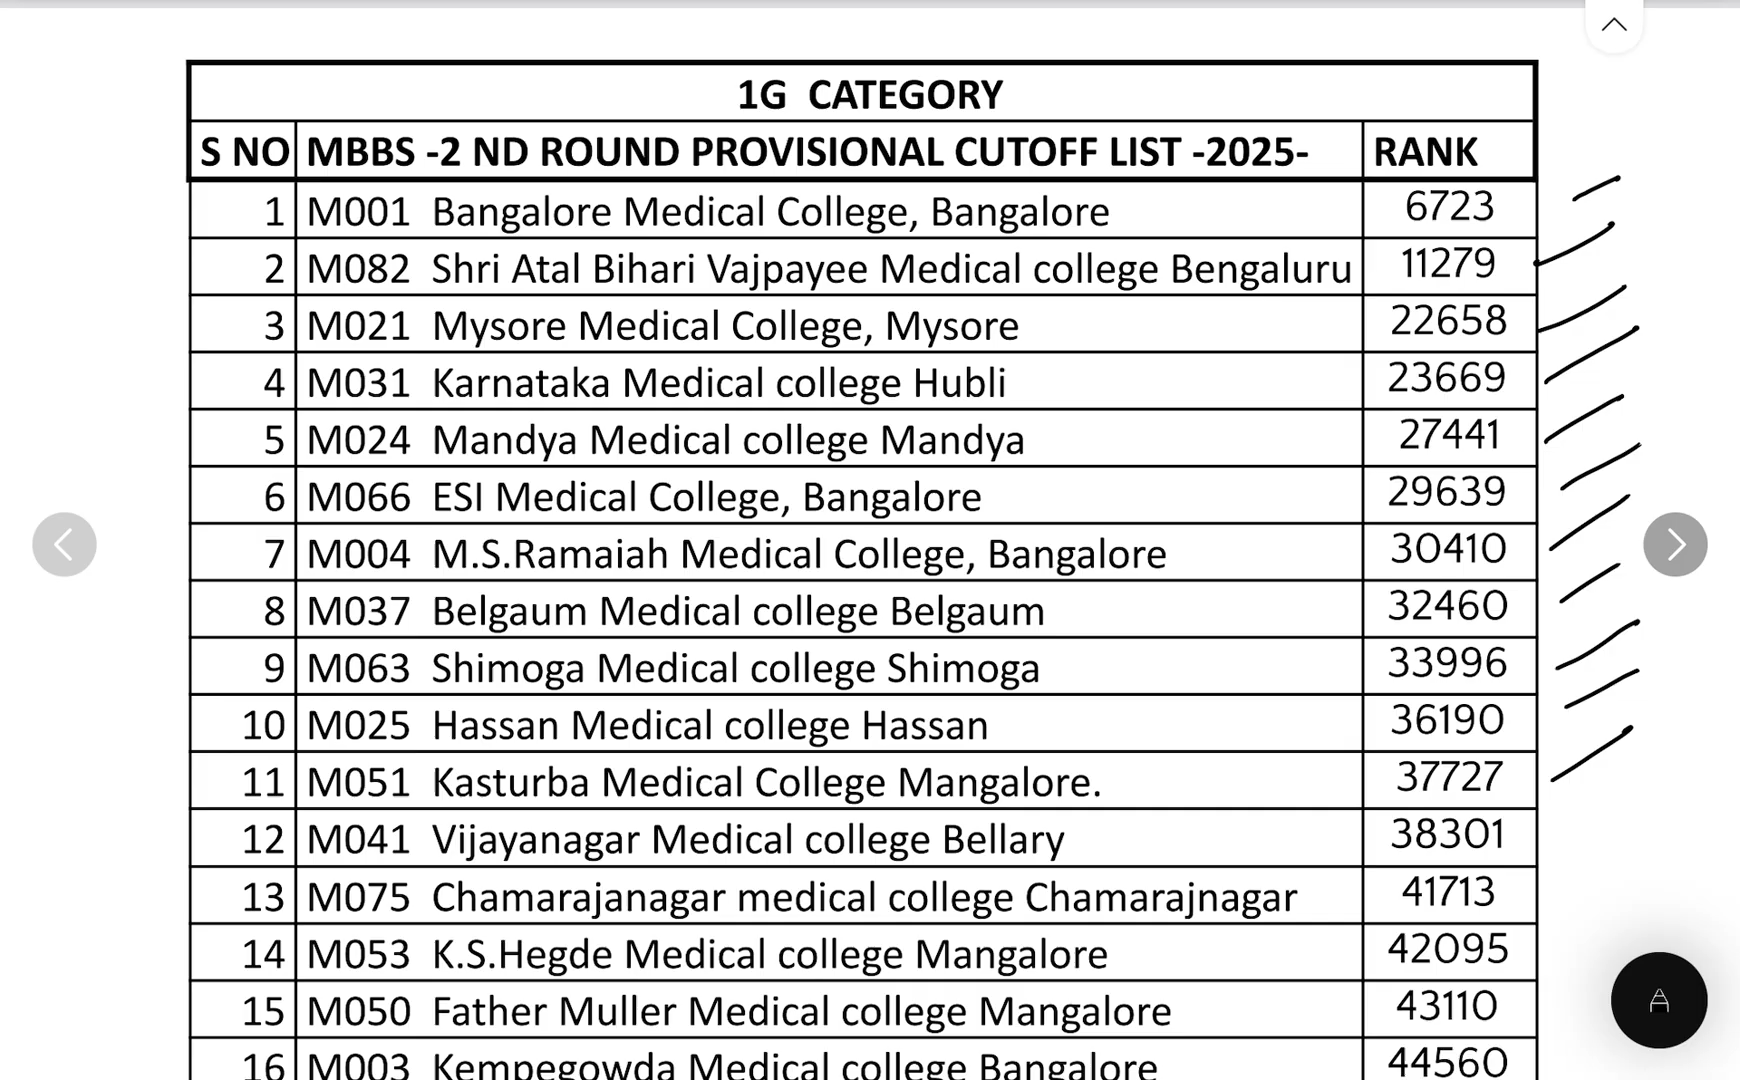 1G CATEGORY
S NO MBBS -2 ND ROUND PROVISIONAL CUTOFF LIST -2025- RANK
1 M001 Bangalore Medical College, Bangalore 6723
2 M082 Shri Atal Bihari Vajpayee Medical college Bengaluru 11279
3 M021 Mysore Medical College, Mysore 22658
4 M031 Karnataka Medical college Hubli 23669
5 M024 Mandya Medical college Mandya 27441
6 M066 ESI Medical College, Bangalore 29639
7 M004 M.S.Ramaiah Medical College, Bangalore 30410
8 M037 Belgaum Medical college Belgaum 32460
9 M063 Shimoga Medical college Shimoga 33996
10 M025 Hassan Medical college Hassan 36190
11 M051 Kasturba Medical College Mangalore. 37727
12 M041 Vijayanagar Medical college Bellary 38301
13 M075 Chamarajanagar medical college Chamarajnagar 41713
14 M053 K.S.Hegde Medical college Mangalore 42095
15 M050 Father Muller Medical college Mangalore 43110
16 M003 Kempegowda Medical college Bangalore 44560